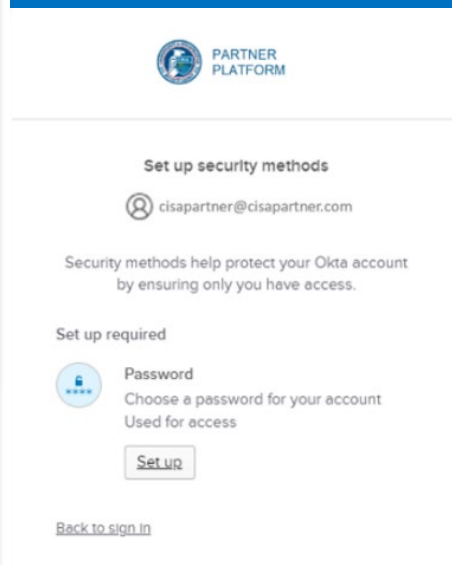 PARTNER
PLATFORM
Set up security methods
cisapartner@cisapartner.com
Security methods help protect your Okta account
by ensuring only you have access.
Set up required
Password
Choose a password for your account
Used for access
Set up
Back to sign in